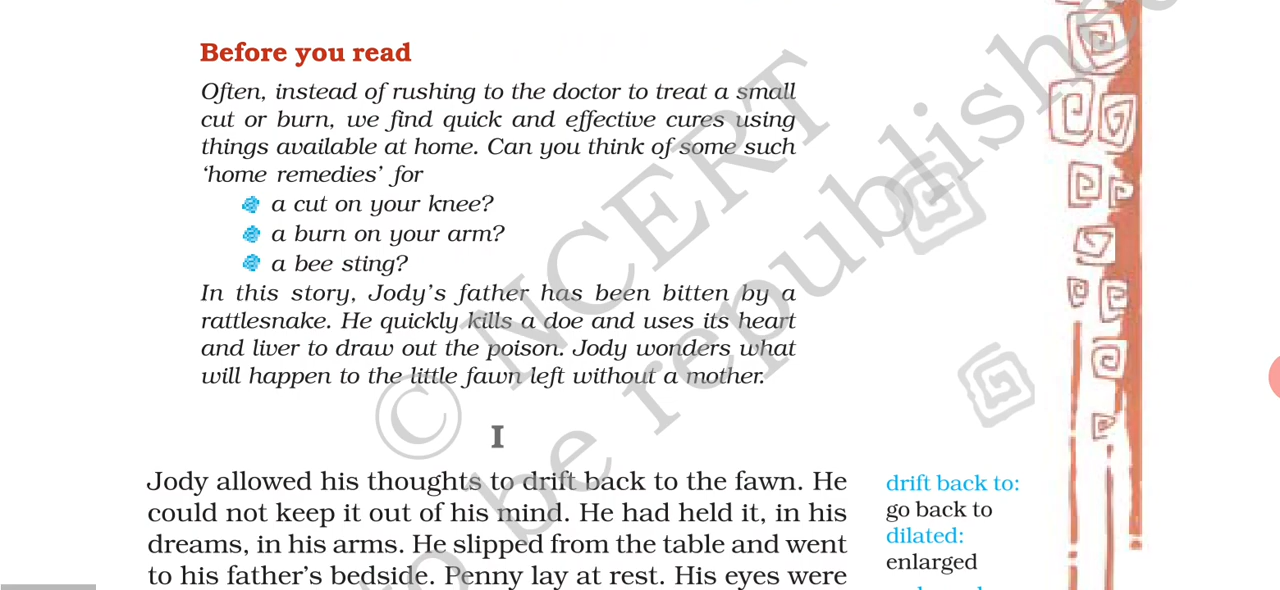 Before you read
Often, instead of rushing to the doctor to treat a small
cut or burn, we find quick and effective cures using
things available at home. Can you think of some such
‘home remedies’ for
a cut on your knee?
a burn on your arm?
a bee sting?
In this story, Jody’s father has been bitten by a
rattlesnake. He quickly kills a doe and uses its heart
and liver to draw out the poison. Jody wonders what
will happen to the little fawn left without a mother.
I
Jody allowed his thoughts to drift back to the fawn. He
could not keep it out of his mind. He had held it, in his
dreams, in his arms. He slipped from the table and went
to his father’s bedside. Penny lay at rest. His eyes were
drift back to:
go back to
dilated:
enlarged
© NCERT
to be republished